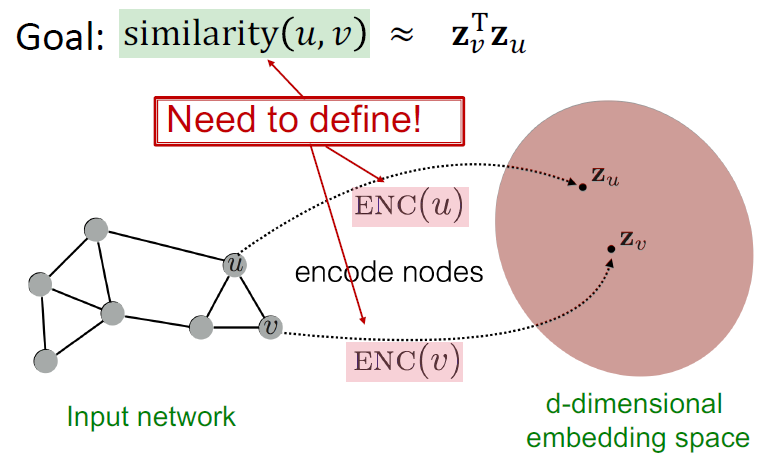 Goal: similarity(u, v) ≈ z_v^T z_u
Need to define!
z_u
ENC(u)
z_v
u
encode nodes
v
ENC(v)
Input network
d-dimensional
embedding space